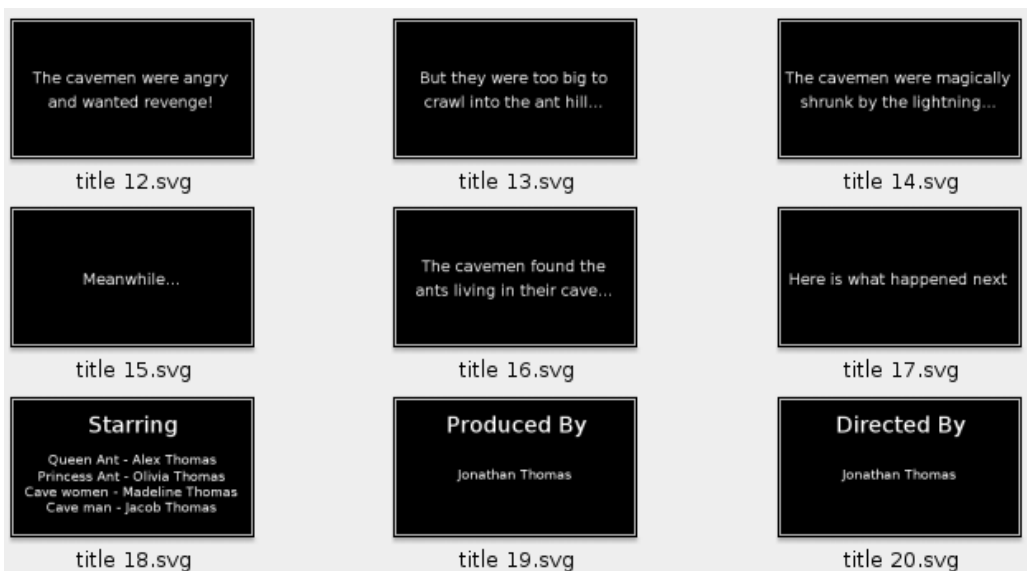 The cavemen were angry
and wanted revenge!
title 12.svg
But they were too big to
crawl into the ant hill...
title 13.svg
The cavemen were magically
shrunk by the lightning...
title 14.svg
Meanwhile...
title 15.svg
The cavemen found the
ants living in their cave...
title 16.svg
Here is what happened next
title 17.svg
Starring
Queen Ant - Alex Thomas
Princess Ant - Olivia Thomas
Cave women - Madeline Thomas
Cave man - Jacob Thomas
title 18.svg
Produced By
Jonathan Thomas
title 19.svg
Directed By
Jonathan Thomas
title 20.svg